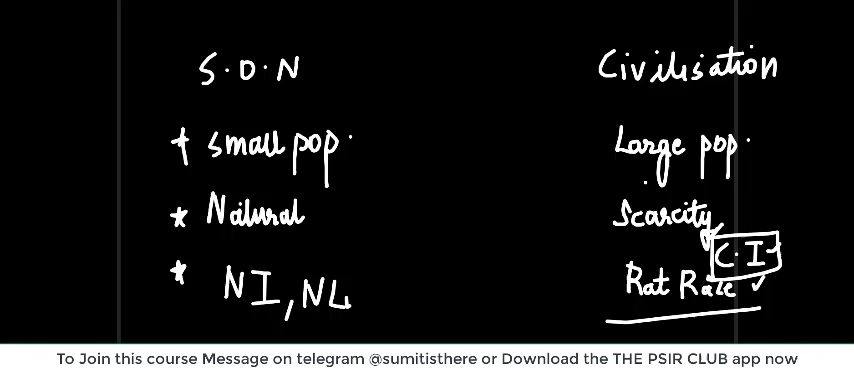 S.O.N Civilisation
* Small pop. Large pop.
* Natural Scarcity
C.I
* NI, NL Rat Race ✓
To Join this course Message on telegram @sumitisthere or Download the THE PSIR CLUB app now